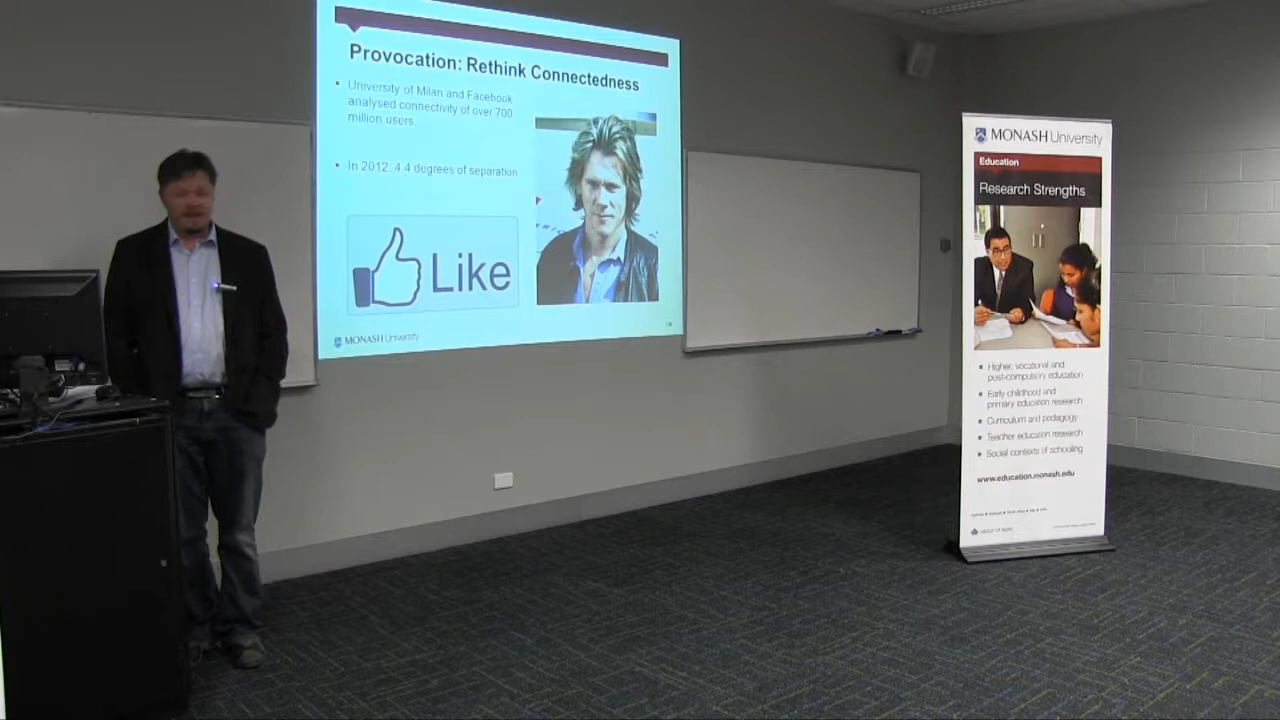 Provocation: Rethink Connectedness
• University of Milan and Facebook
analysed connectivity of over 700
million users.
• In 2012: 4.4 degrees of separation
Like
MONASH University
MONASH University
Education
Research Strengths
▪ Higher, vocational and
post-compulsory education
▪ Early childhood and
primary education research
▪ Curriculum and pedagogy
▪ Teacher education research
▪ Social contexts of schooling
www.education.monash.edu